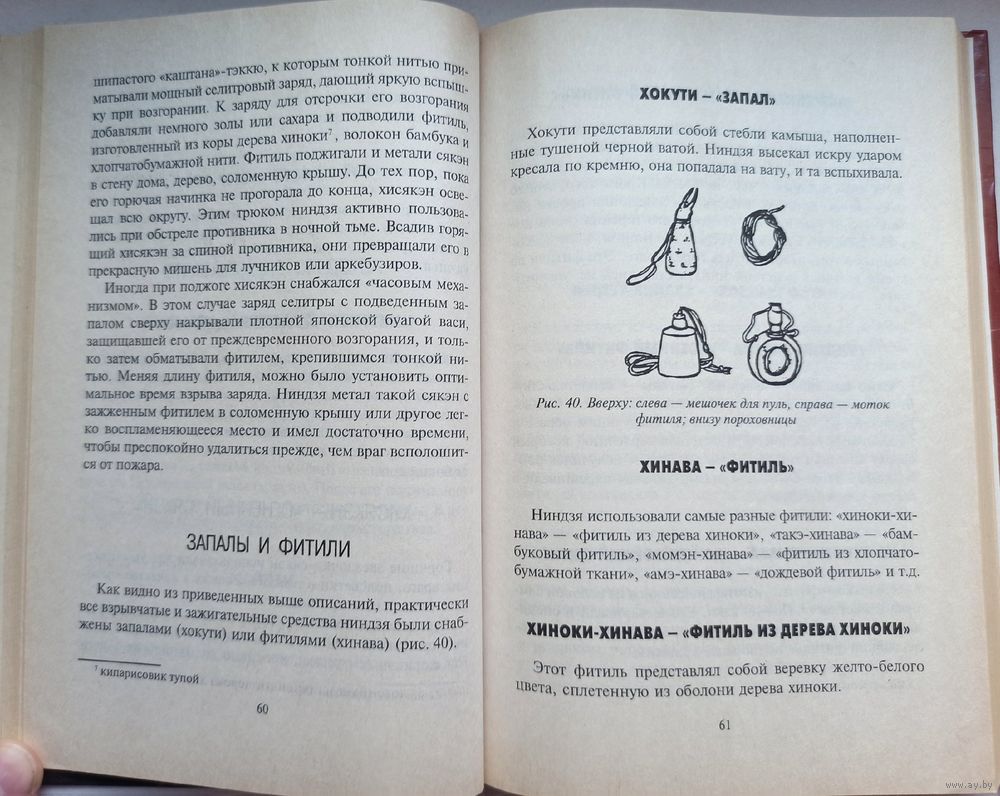 шипастого «каштана»-тэккю, к которым тонкой нитью при-
матывали мощный селитровый заряд, дающий яркую вспыш-
ку при возгорании. К заряду для отсрочки его возгорания
добавляли немного золы или сахара и подводили фитиль,
изготовленный из коры дерева хиноки⁷, волокон бамбука и
хлопчатобумажной нити. Фитиль поджигали и метали сякэн
в стену дома, дерево, соломенную крышу. До тех пор, пока
его горючая начинка не прогорала до конца, хисякэн осве-
щал всю округу. Этим трюком ниндзя активно пользова-
лись при обстреле противника в ночной тьме. Всадив горя-
щий хисякэн за спиной противника, они превращали его в
прекрасную мишень для лучников или аркебузиров.
Иногда при поджоге хисякэн снабжался «часовым меха-
низмом». В этом случае заряд селитры с подведенным за-
палом сверху накрывали плотной японской буагой васи,
защищавшей его от преждевременного возгорания, и толь-
ко затем обматывали фитилем, крепившимся тонкой ни-
тью. Меняя длину фитиля, можно было установить опти-
мальное время взрыва заряда. Ниндзя метал такой сякэн с
зажженным фитилем в соломенную крышу или другое лег-
ко воспламеняющееся место и имел достаточно времени,
чтобы преспокойно удалиться прежде, чем враг всполошит-
ся от пожара.
ЗАПАЛЫ И ФИТИЛИ
Как видно из приведенных выше описаний, практически
все взрывчатые и зажигательные средства ниндзя были снаб-
жены запалами (хокути) или фитилями (хинава) (рис. 40).
⁷ кипарисовик тупой
60
ХОКУТИ – «ЗАПАЛ»
Хокути представляли собой стебли камыша, наполнен-
ные тушеной черной ватой. Ниндзя высекал искру ударом
кресала по кремню, она попадала на вату, и та вспыхивала.
Рис. 40. Вверху: слева — мешочек для пуль, справа — моток
фитиля; внизу пороховницы
ХИНАВА – «ФИТИЛЬ»
Ниндзя использовали самые разные фитили: «хиноки-хи-
нава» — «фитиль из дерева хиноки», «такэ-хинава» — «бам-
буковый фитиль», «момэн-хинава» — «фитиль из хлопчато-
бумажной ткани», «амэ-хинава» — «дождевой фитиль» и т.д.
ХИНОКИ-ХИНАВА – «ФИТИЛЬ ИЗ ДЕРЕВА ХИНОКИ»
Этот фитиль представлял собой веревку желто-белого
цвета, сплетенную из оболони дерева хиноки.
61
www.ay.by